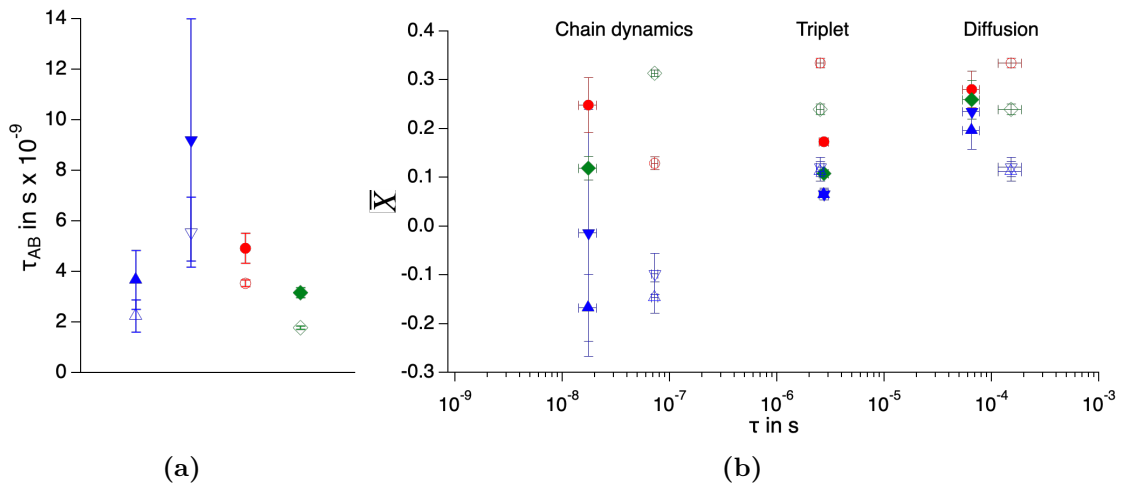 14
12
10
8
6
4
2
0
τAB in s x 10⁻⁹
(a)
Chain dynamics Triplet Diffusion
0.4
0.3
0.2
0.1
0.0
-0.1
-0.2
-0.3
X̅
10⁻⁹ 10⁻⁸ 10⁻⁷ 10⁻⁶ 10⁻⁵ 10⁻⁴ 10⁻³
τ in s
(b)